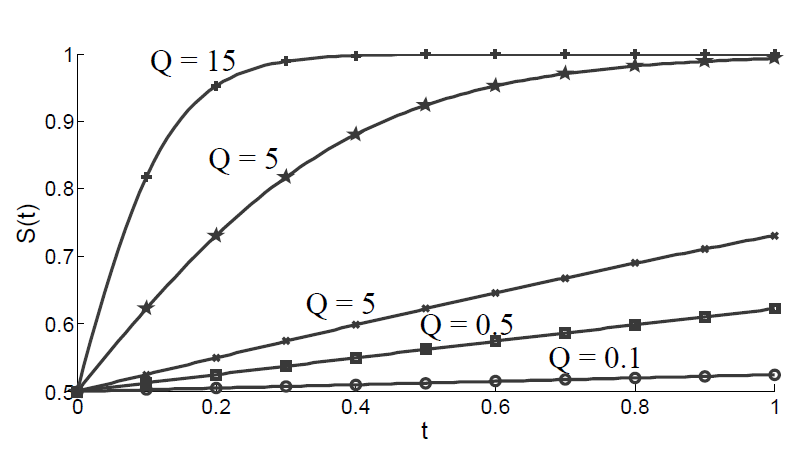 1
Q = 15
0.9
Q = 5
0.8
S(t)
0.7
Q = 5
0.6
Q = 0.5
Q = 0.1
0.5
0 0.2 0.4 0.6 0.8 1
t